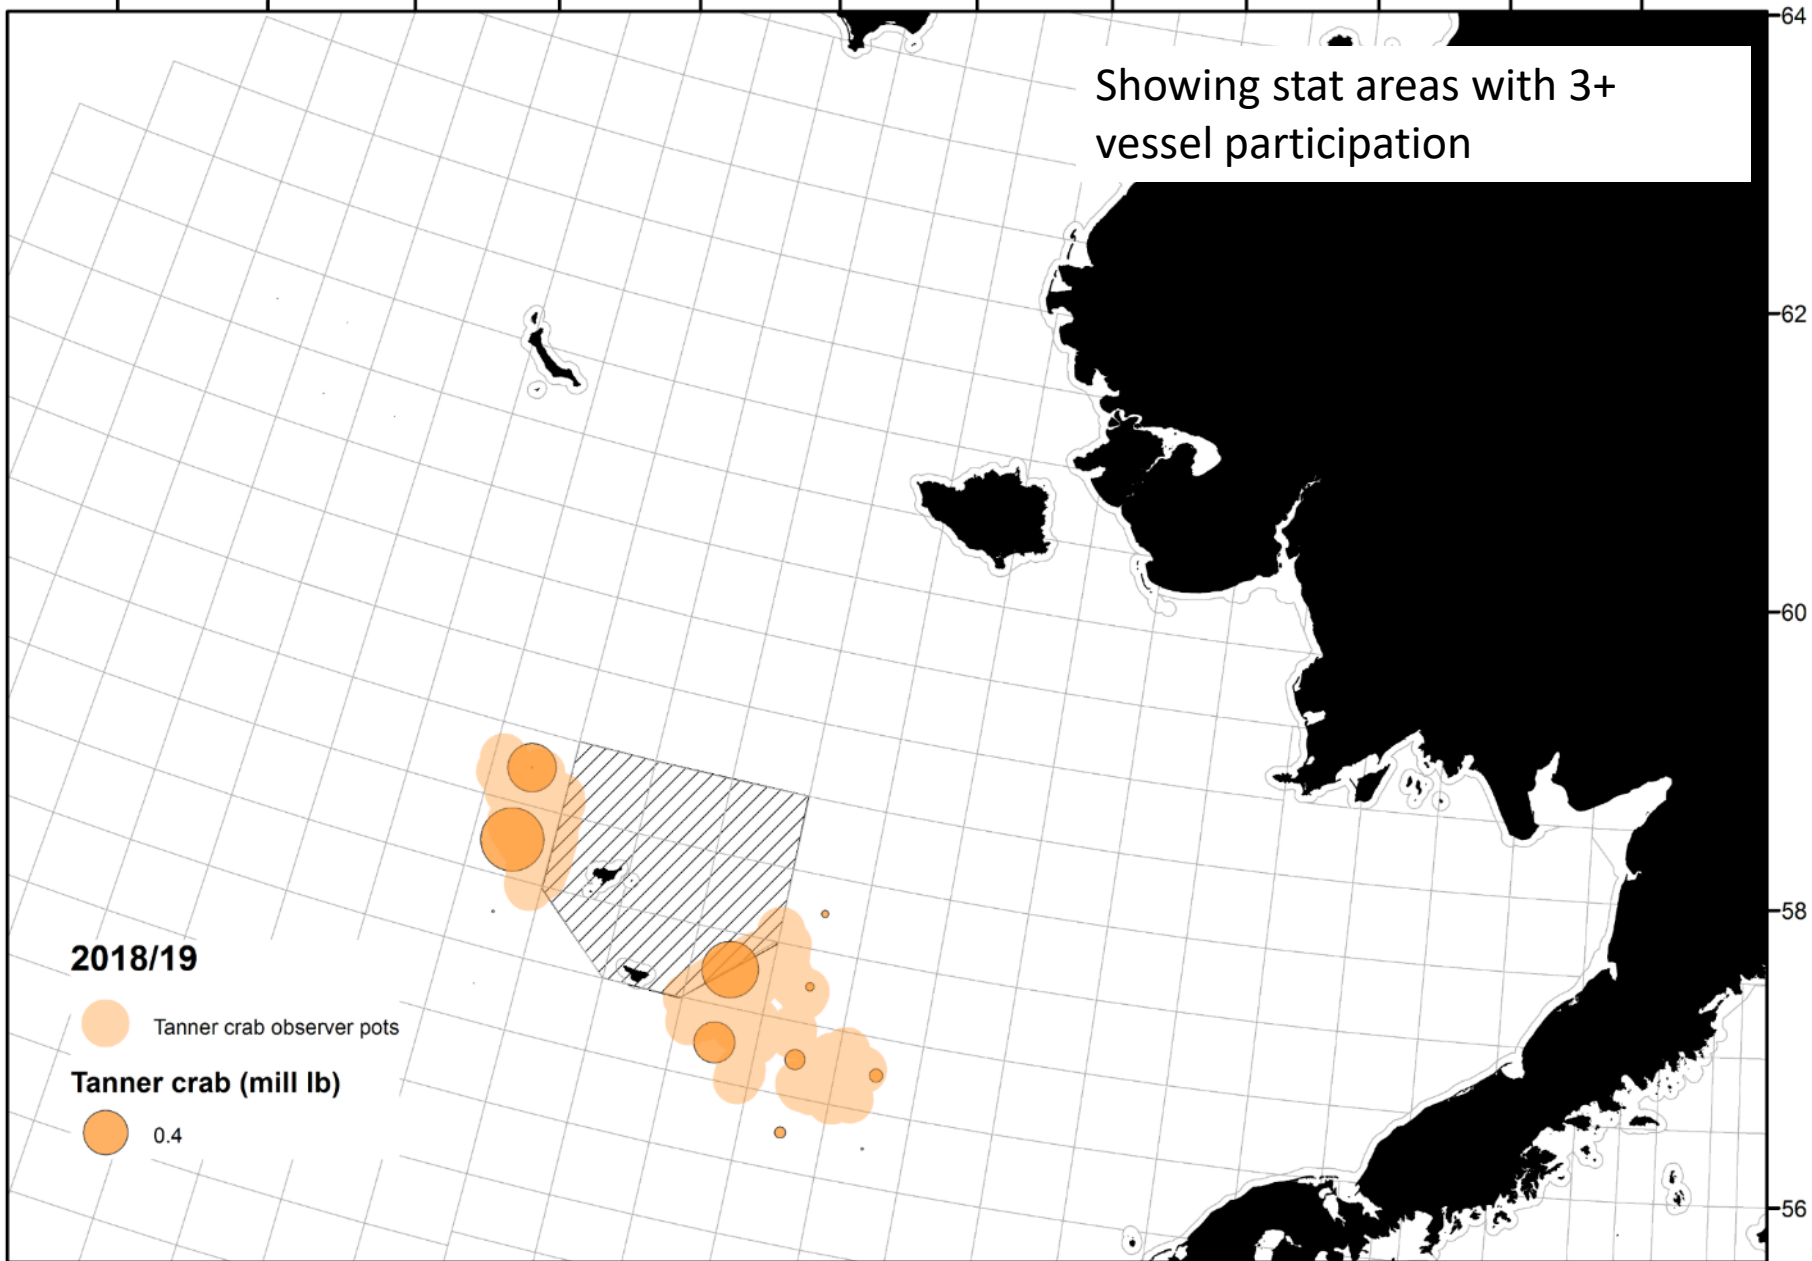 64
Showing stat areas with 3+
vessel participation
62
60
58
2018/19
Tanner crab observer pots
Tanner crab (mill lb)
0.4
56